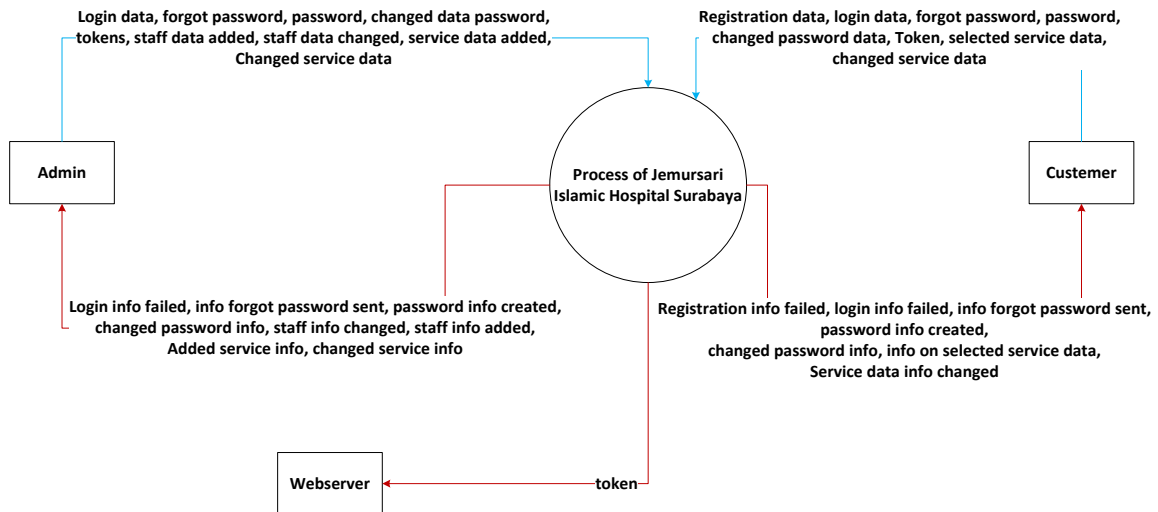 Login data, forgot password, password, changed data password,
tokens, staff data added, staff data changed, service data added,
Changed service data
Registration data, login data, forgot password, password,
changed password data, Token, selected service data,
changed service data
Admin
Process of Jemursari
Islamic Hospital Surabaya
Custemer
Login info failed, info forgot password sent, password info created,
changed password info, staff info changed, staff info added,
Added service info, changed service info
Registration info failed, login info failed, info forgot password sent,
password info created,
changed password info, info on selected service data,
Service data info changed
Webserver
token